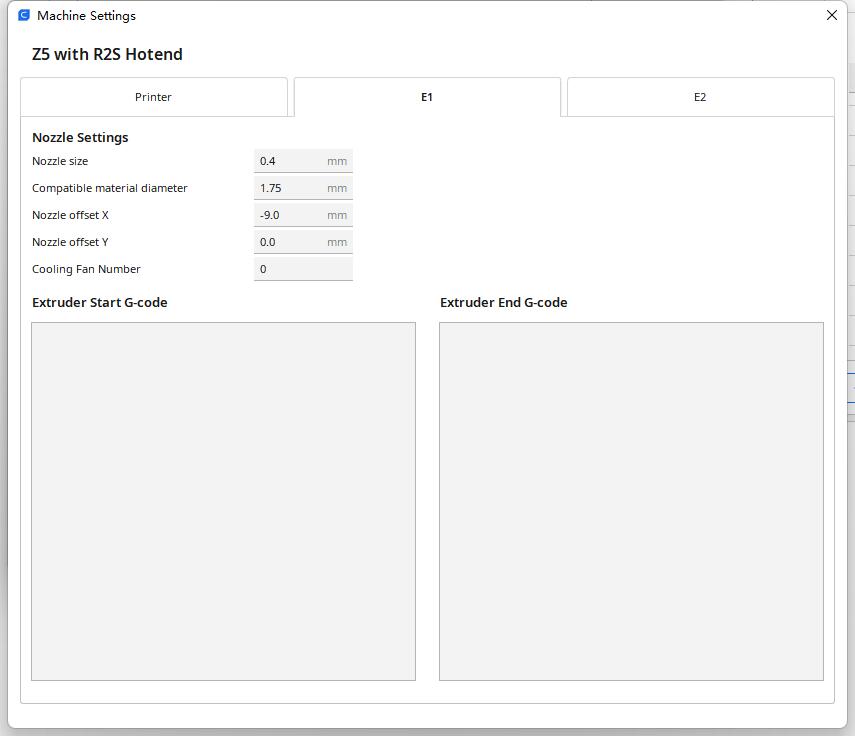 Machine Settings
Z5 with R2S Hotend
Printer
E1
E2
Nozzle Settings
Nozzle size 0.4 mm
Compatible material diameter 1.75 mm
Nozzle offset X -9.0 mm
Nozzle offset Y 0.0 mm
Cooling Fan Number 0
Extruder Start G-code
Extruder End G-code